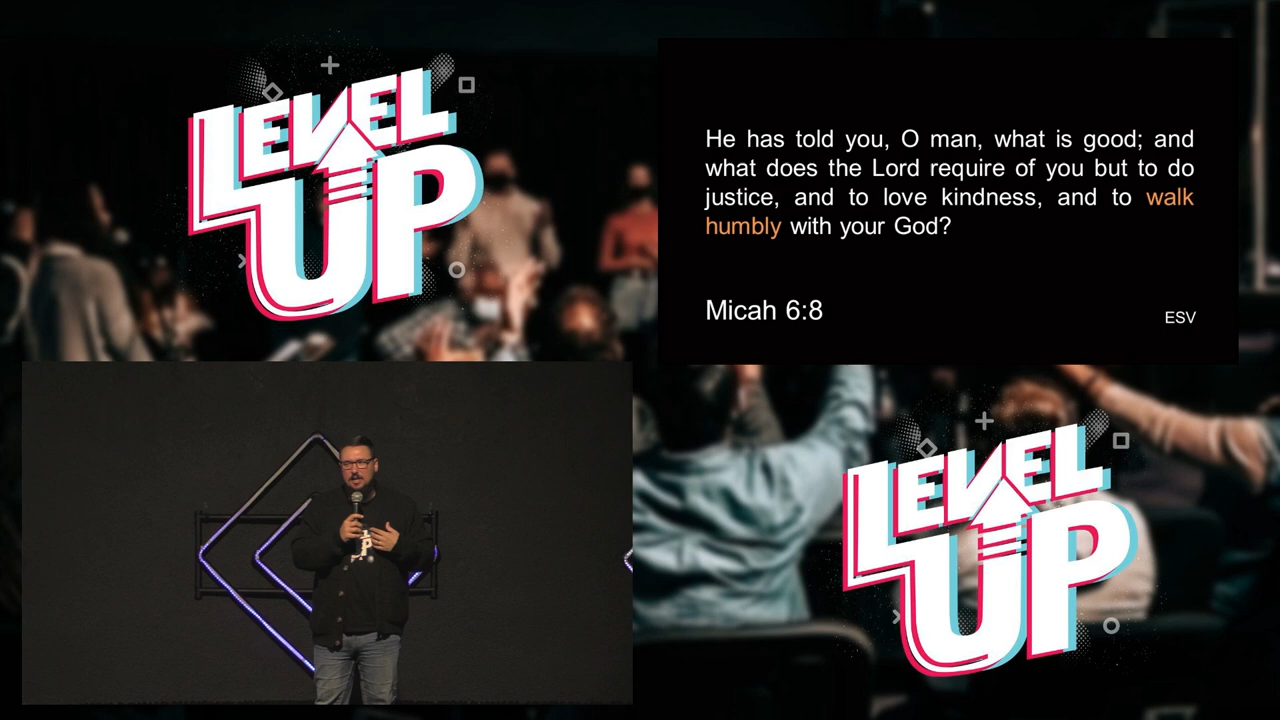 LEVEL
UP
He has told you, O man, what is good; and
what does the Lord require of you but to do
justice, and to love kindness, and to walk
humbly with your God?
Micah 6:8
ESV
LEVEL
UP